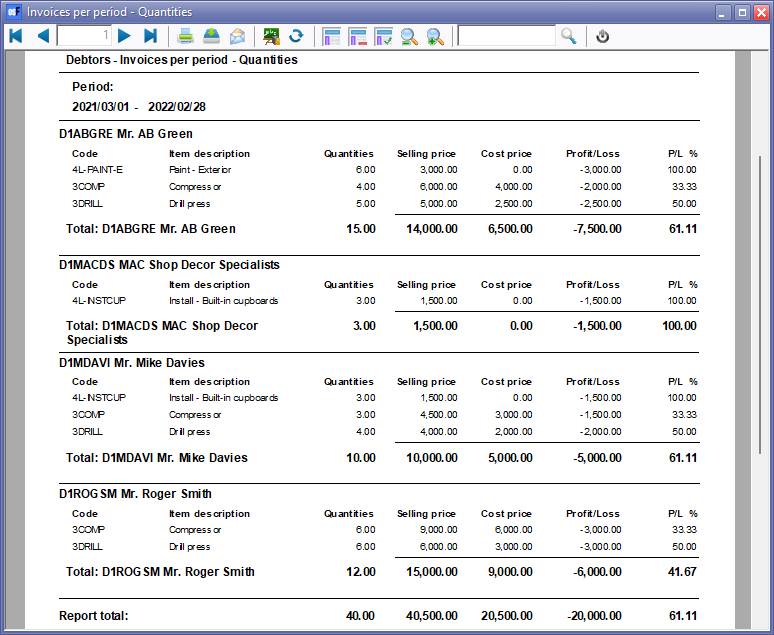 Invoices per period - Quantities
1
Debtors - Invoices per period - Quantities
Period:
2021/03/01 - 2022/02/28
D1ABGRE Mr. AB Green
Code Item description Quantities Selling price Cost price Profit/Loss P/L %
4L-PAINT-E Paint - Exterior 6.00 3,000.00 0.00 -3,000.00 100.00
3COMP Compressor 4.00 6,000.00 4,000.00 -2,000.00 33.33
3DRILL Drill press 5.00 5,000.00 2,500.00 -2,500.00 50.00
Total: D1ABGRE Mr. AB Green 15.00 14,000.00 6,500.00 -7,500.00 61.11
D1MACDS MAC Shop Decor Specialists
Code Item description Quantities Selling price Cost price Profit/Loss P/L %
4L-INSTCUP Install - Built-in cupboards 3.00 1,500.00 0.00 -1,500.00 100.00
Total: D1MACDS MAC Shop Decor 3.00 1,500.00 0.00 -1,500.00 100.00
Specialists
D1MDAVI Mr. Mike Davies
Code Item description Quantities Selling price Cost price Profit/Loss P/L %
4L-INSTCUP Install - Built-in cupboards 3.00 1,500.00 0.00 -1,500.00 100.00
3COMP Compressor 3.00 4,500.00 3,000.00 -1,500.00 33.33
3DRILL Drill press 4.00 4,000.00 2,000.00 -2,000.00 50.00
Total: D1MDAVI Mr. Mike Davies 10.00 10,000.00 5,000.00 -5,000.00 61.11
D1ROGSM Mr. Roger Smith
Code Item description Quantities Selling price Cost price Profit/Loss P/L %
3COMP Compressor 6.00 9,000.00 6,000.00 -3,000.00 33.33
3DRILL Drill press 6.00 6,000.00 3,000.00 -3,000.00 50.00
Total: D1ROGSM Mr. Roger Smith 12.00 15,000.00 9,000.00 -6,000.00 41.67
Report total: 40.00 40,500.00 20,500.00 -20,000.00 61.11